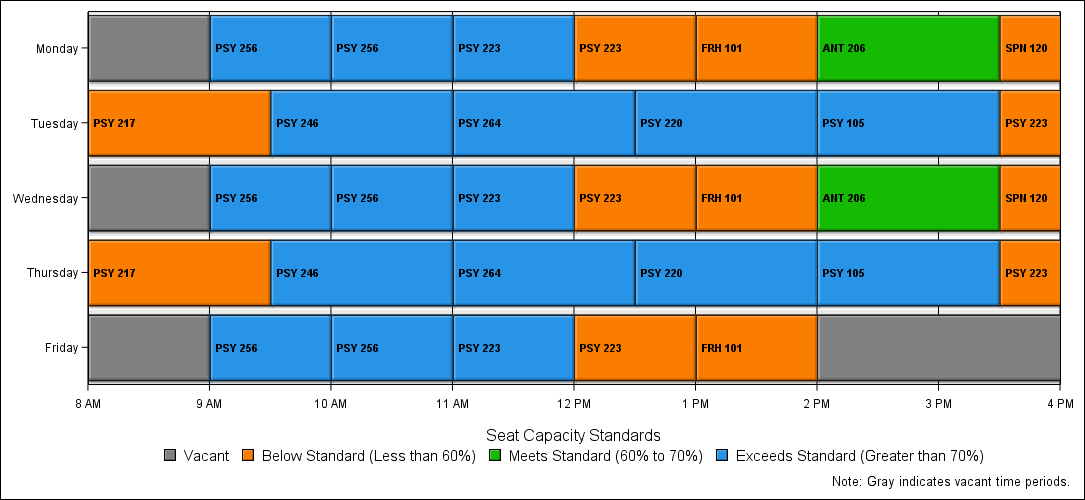 Monday PSY 256 PSY 256 PSY 223 PSY 223 FRH 101 ANT 206 SPN 120
Tuesday PSY 217 PSY 246 PSY 264 PSY 220 PSY 105 PSY 223
Wednesday PSY 256 PSY 256 PSY 223 PSY 223 FRH 101 ANT 206 SPN 120
Thursday PSY 217 PSY 246 PSY 264 PSY 220 PSY 105 PSY 223
Friday PSY 256 PSY 256 PSY 223 PSY 223 FRH 101
8 AM 9 AM 10 AM 11 AM 12 PM 1 PM 2 PM 3 PM 4 PM
Seat Capacity Standards
Vacant Below Standard (Less than 60%) Meets Standard (60% to 70%) Exceeds Standard (Greater than 70%)
Note: Gray indicates vacant time periods.